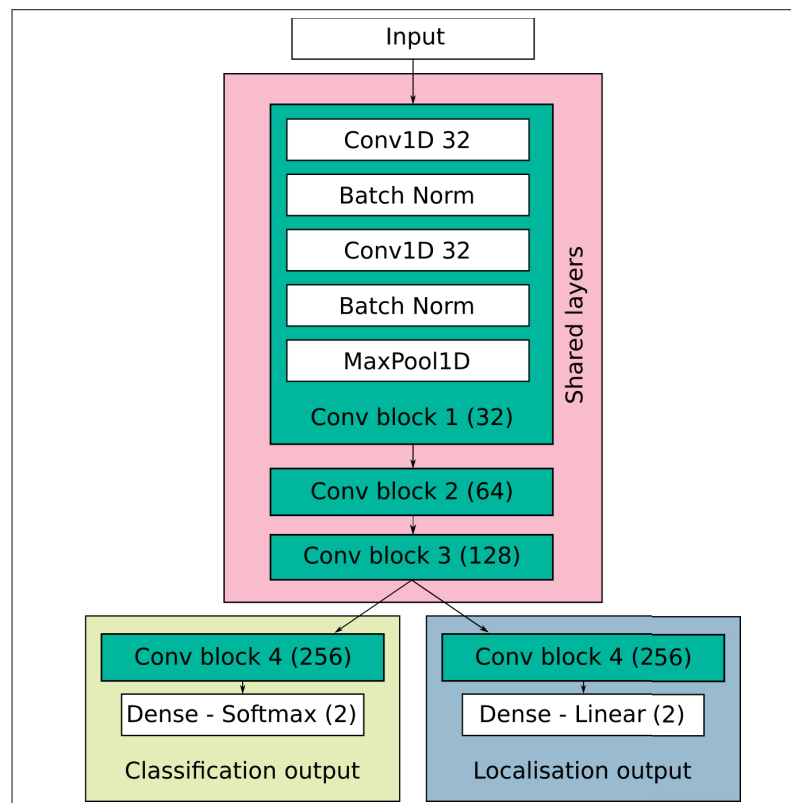 Input
Conv1D 32
Batch Norm
Conv1D 32
Batch Norm
MaxPool1D
Conv block 1 (32)
Shared layers
Conv block 2 (64)
Conv block 3 (128)
Conv block 4 (256)
Dense - Softmax (2)
Classification output
Conv block 4 (256)
Dense - Linear (2)
Localisation output